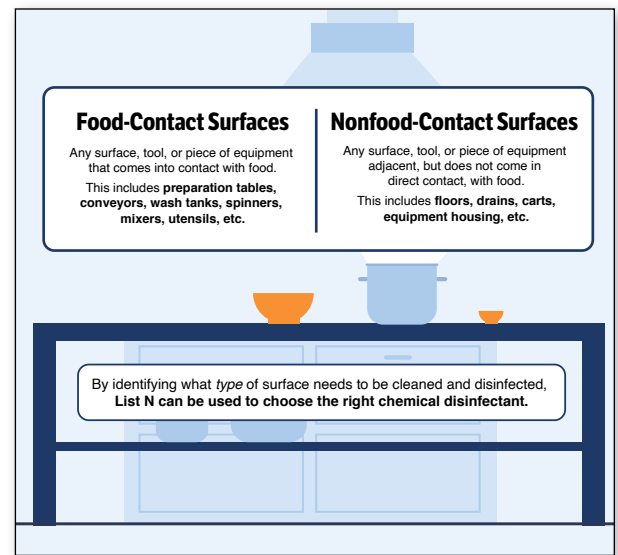 Food-Contact Surfaces
Any surface, tool, or piece of equipment
that comes into contact with food.
This includes preparation tables,
conveyors, wash tanks, spinners,
mixers, utensils, etc.
Nonfood-Contact Surfaces
Any surface, tool, or piece of equipment
adjacent, but does not come in
direct contact, with food.
This includes floors, drains, carts,
equipment housing, etc.
By identifying what type of surface needs to be cleaned and disinfected,
List N can be used to choose the right chemical disinfectant.